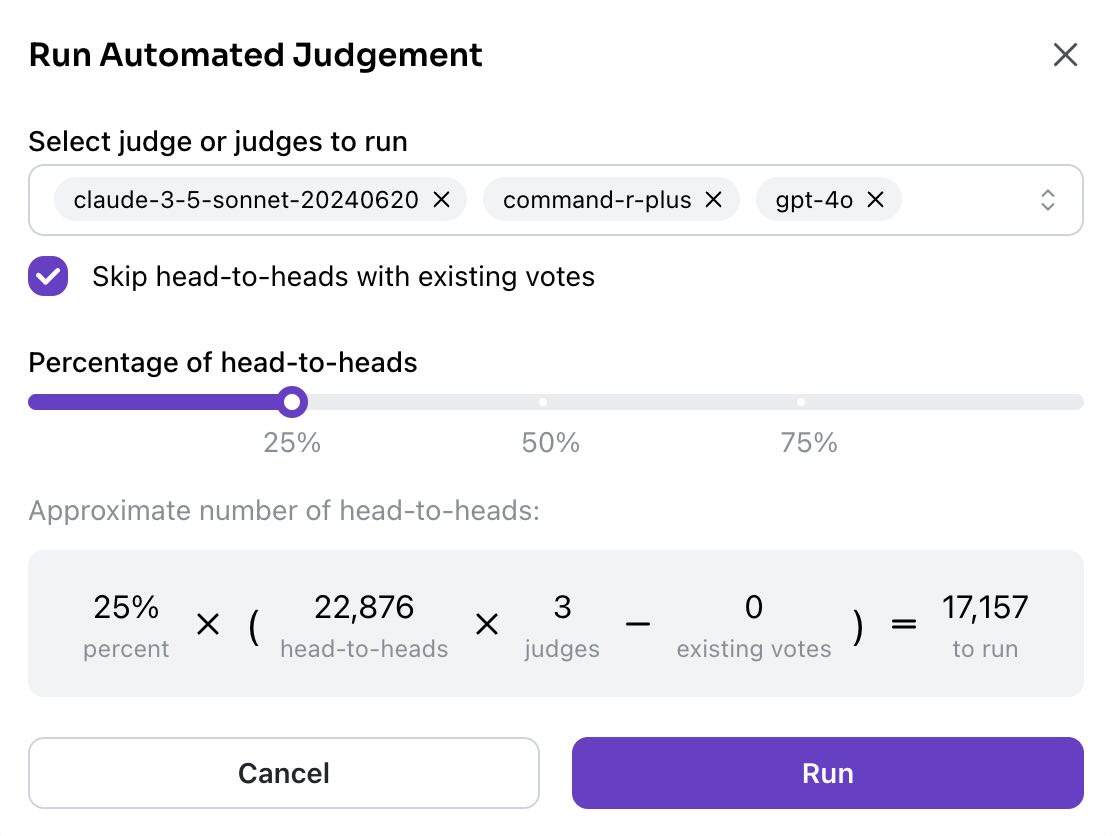 Run Automated Judgement
Select judge or judges to run
claude-3-5-sonnet-20240620 command-r-plus gpt-4o
Skip head-to-heads with existing votes
Percentage of head-to-heads
25% 50% 75%
Approximate number of head-to-heads:
25% × ( 22,876 × 3 − 0 ) = 17,157
percent head-to-heads judges existing votes to run
Cancel Run